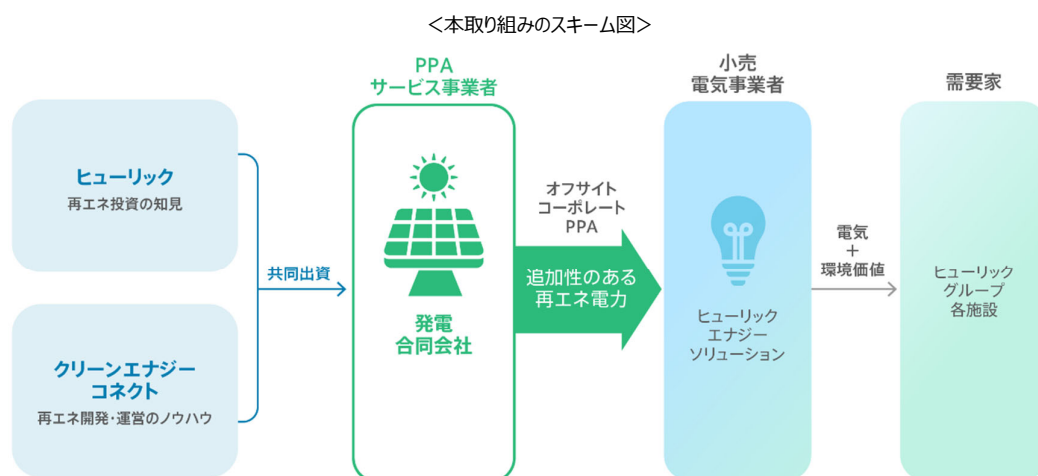 <本取り組みのスキーム図>
ヒューリック
再エネ投資の知見
クリーンエナジー
コネクト
再エネ開発・運営のノウハウ
共同出資
PPA
サービス事業者
発電
合同会社
オフサイト
コーポレート
PPA
追加性のある
再エネ電力
小売
電気事業者
ヒューリック
エナジー
ソリューション
電気
+
環境価値
需要家
ヒューリック
グループ
各施設